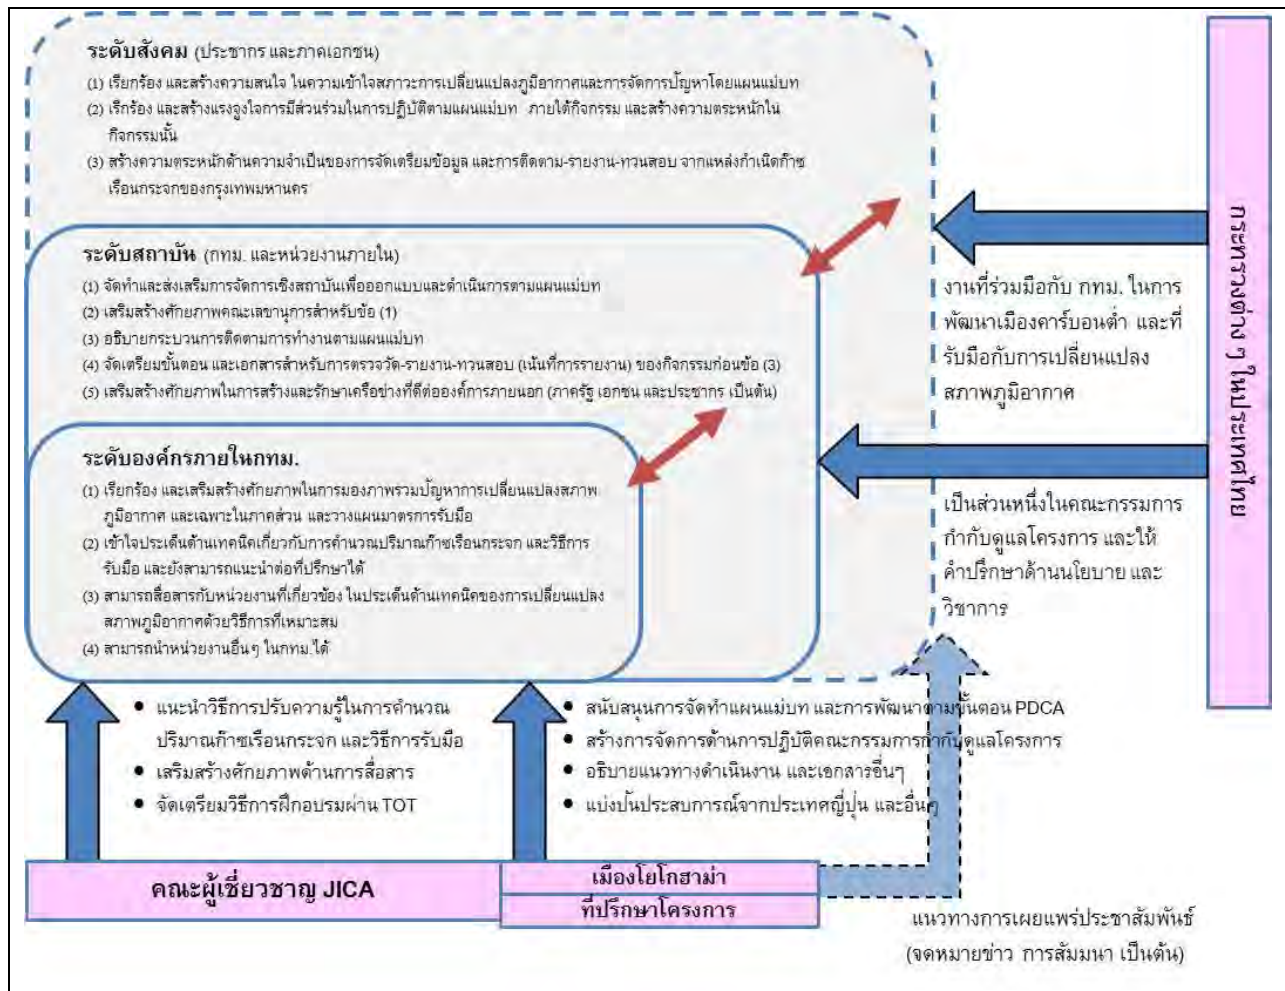 ระดับสังคม (ประชากร และภาคเอกชน)
(1) เรียกร้อง และสร้างความสนใจ ในความเข้าใจสภาวะการเปลี่ยนแปลงภูมิอากาศและการจัดการปัญหาโดยแผนแม่บท
(2) เรีกร้อง และสร้างแรงจูงใจการมีส่วนร่วมในการปฏิบัติตามแผนแม่บท ภายใต้กิจกรรม และสร้างความตระหนักใน
กิจกรรมนั้น
(3) สร้างความตระหนักด้านความจำเป็นของการจัดเตรียมข้อมูล และการติดตาม-รายงาน-ทวนสอบ จากแหล่งกำเนิดก๊าซ
เรือนกระจกของกรุงเทพมหานคร
ระดับสถาบัน (กทม. และหน่วยงานภายใน)
(1) จัดทำและส่งเสริมการจัดการเชิงสถาบันเพื่อออกแบบและดำเนินการตามแผนแม่บท
(2) เสริมสร้างศักยภาพคณะเลขานุการสำหรับข้อ (1)
(3) อธิบายกระบวนการติดตามการทำงานตามแผนแม่บท
(4) จัดเตรียมขั้นตอน และเอกสารสำหรับการตรวจวัด-รายงาน-ทวนสอบ (เน้นที่การรายงาน) ของกิจกรรมก่อนข้อ (3)
(5) เสริมสร้างศักยภาพในการสร้างและรักษาเครือข่างที่ดีต่อองค์การภายนอก (ภาครัฐ เอกชน และประชากร เป็นต้น)
ระดับองค์กรภายในกทม.
(1) เรียกร้อง และเสริมสร้างศักยภาพในการมองภาพรวมปัญหาการเปลี่ยนแปลงสภาพ
ภูมิอากาศ และเฉพาะในภาคส่วน และวางแผนมาตรการรับมือ
(2) เข้าใจประเด็นด้านเทคนิคเกี่ยวกับการคำนวณปริมาณก๊าซเรือนกระจก และวิธีการ
รับมือ และยังสามารถแนะนำต่อที่ปรึกษาได้
(3) สามารถสื่อสารกับหน่วยงานที่เกี่ยวข้อง ในประเด็นด้านเทคนิคของการเปลี่ยนแปลง
สภาพภูมิอากาศด้วยวิธีการที่เหมาะสม
(4) สามารถนำหน่วยงานอื่นๆ ในกทม.ได้
งานที่ร่วมมือกับ กทม. ในการ
พัฒนาเมืองคาร์บอนต่ำ และที่
รับมือกับการเปลี่ยนแปลง
สภาพภูมิอากาศ
เป็นส่วนหนึ่งในคณะกรรมการ
กำกับดูแลโครงการ และให้
คำปรึกษาด้านนโยบาย และ
วิชาการ
กระทรวงต่าง ๆ ในประเทศไทย
• แนะนำวิธีการปรับความรู้ในการคำนวณ
ปริมาณก๊าซเรือนกระจก และวิธีการรับมือ
• เสริมสร้างศักยภาพด้านการสื่อสาร
• จัดเตรียมวิธีการฝึกอบรมผ่าน TOT
• สนับสนุนการจัดทำแผนแม่บท และการพัฒนาตามขั้นตอน PDCA
• สร้างการจัดการด้านการปฏิบัติคณะกรรมการกำกับดูแลโครงการ
• อธิบายแนวทางดำเนินงาน และเอกสารอื่นๆ
• แบ่งปันประสบการณ์จากประเทศญี่ปุ่น และอื่นๆ
คณะผู้เชี่ยวชาญ JICA
เมืองโยโกฮาม่า
ที่ปรึกษาโครงการ
แนวทางการเผยแพร่ประชาสัมพันธ์
(จดหมายข่าว การสัมมนา เป็นต้น)